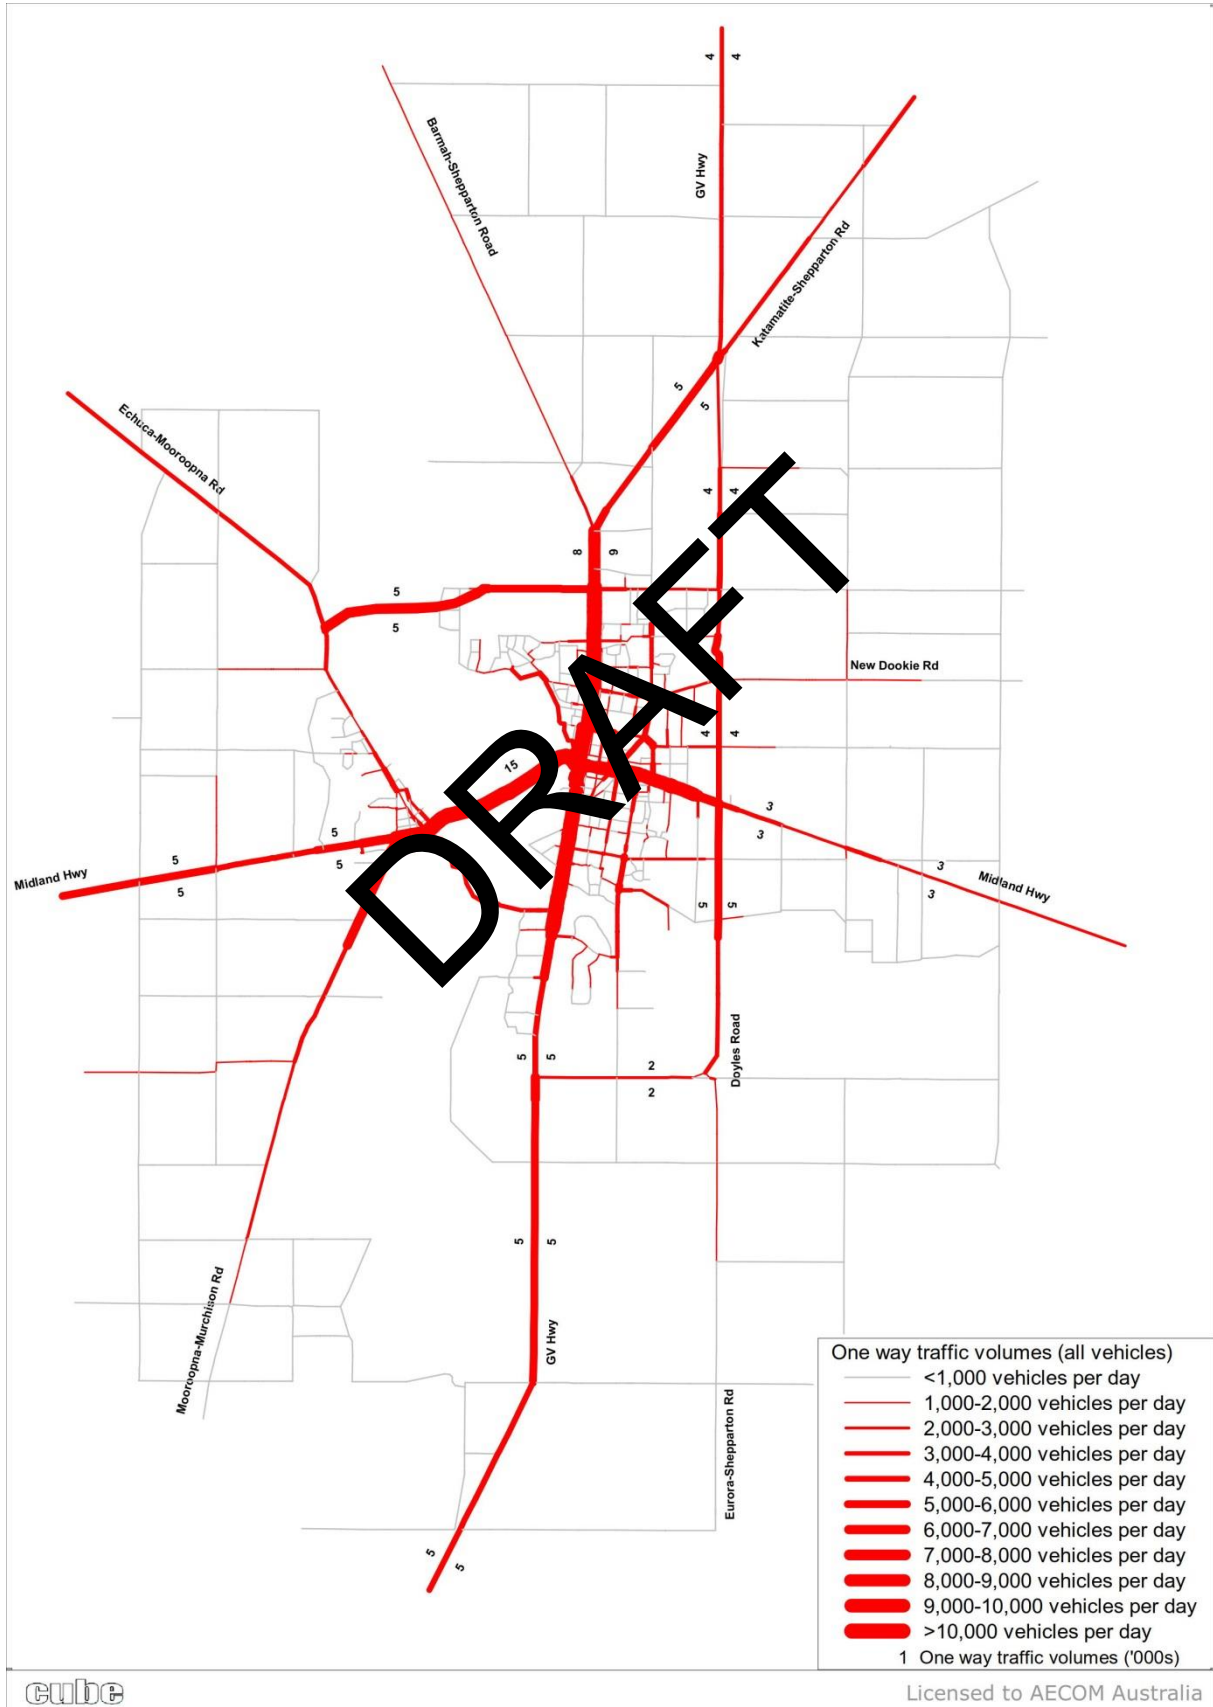 4 4
Barmah-Shepparton Road
GV Hwy
Katamatite-Shepparton Rd
5
5
Echuca-Mooroopna Rd
4 4
8 9
5
5
New Dookie Rd
4 4
15
3
3
5
5
5
5
Midland Hwy
3
3
Midland Hwy
5 5
DRAFT
Doyles Road
5 5
2
2
5 5
Mooroopna-Murchison Rd
GV Hwy
Eurora-Shepparton Rd
5
5
One way traffic volumes (all vehicles)
<1,000 vehicles per day
1,000-2,000 vehicles per day
2,000-3,000 vehicles per day
3,000-4,000 vehicles per day
4,000-5,000 vehicles per day
5,000-6,000 vehicles per day
6,000-7,000 vehicles per day
7,000-8,000 vehicles per day
8,000-9,000 vehicles per day
9,000-10,000 vehicles per day
>10,000 vehicles per day
1 One way traffic volumes ('000s)
cube
Licensed to AECOM Australia